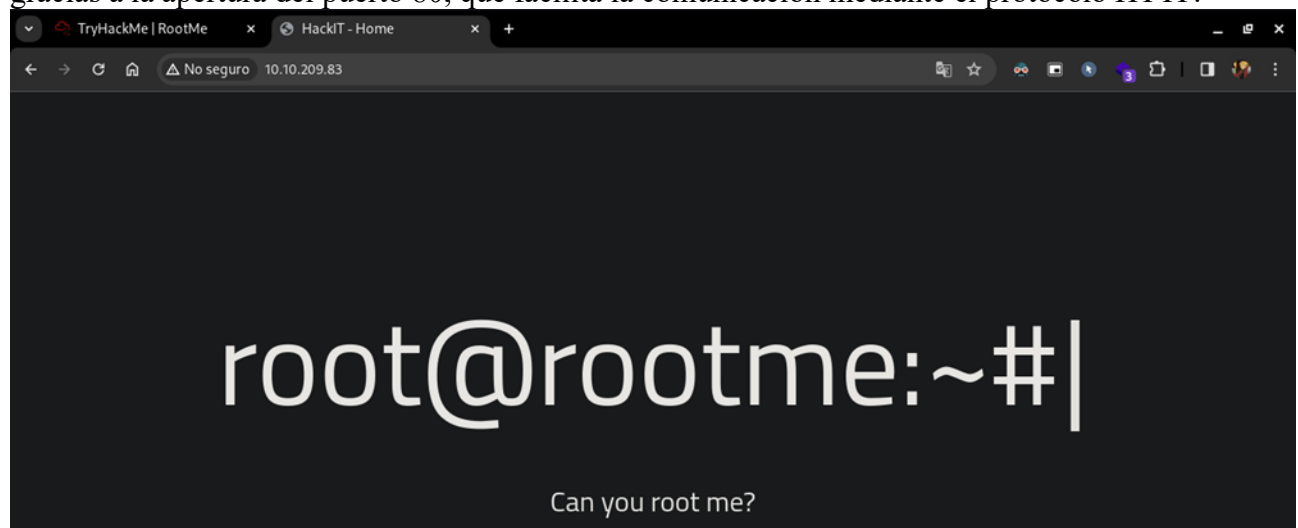 gracias a la apertura del puerto 80, que facilita la comunicación mediante el protocolo HTTP.
TryHackMe | RootMe
HackIT - Home
No seguro 10.10.209.83
3
root@rootme:~#|
Can you root me?